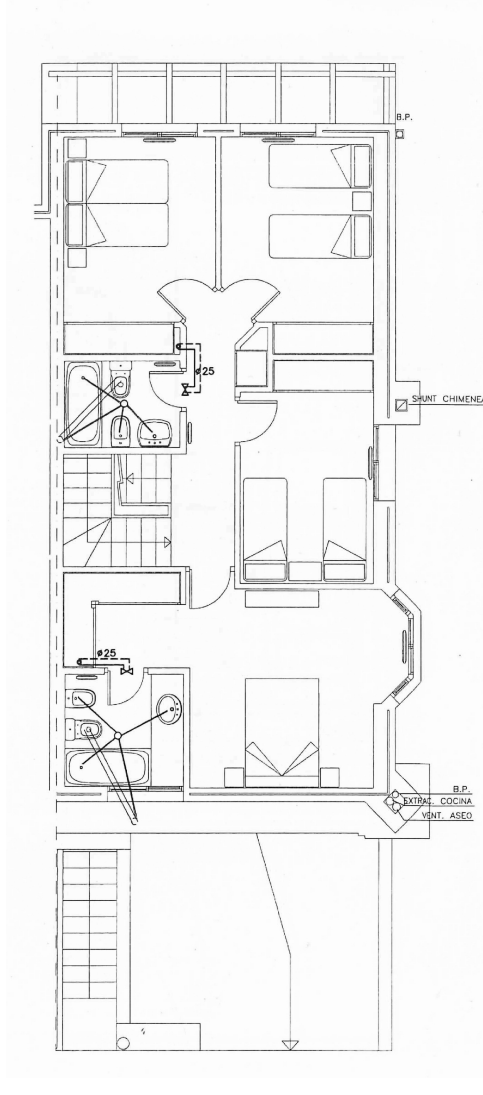 B.P.
ø25
SHUNT CHIMENEA
ø25
B.P.
EXTRAC. COCINA
VENT. ASEO